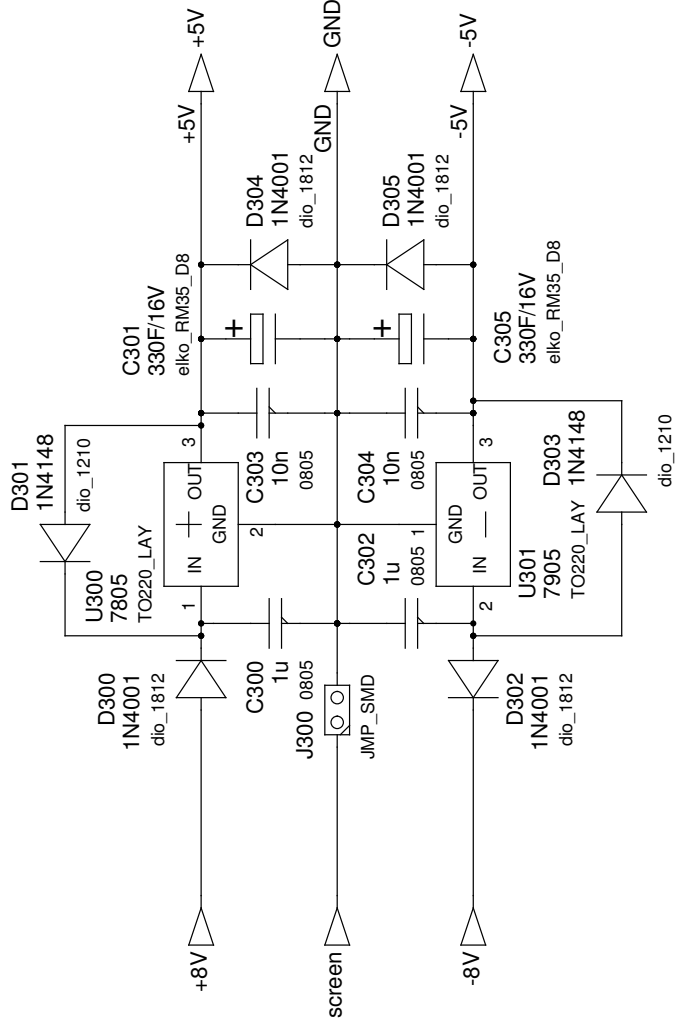 +8V
screen
-8V
D300
1N4001
dio_1812
D301
1N4148
dio_1210
U300
7805
TO220_LAY
IN
OUT
GND
1
2
3
C300
1u
0805
J300
JMP_SMD
C302
1u
0805
C303
10n
0805
C304
10n
0805
D302
1N4001
dio_1812
U301
7905
TO220_LAY
IN
OUT
GND
1
2
3
D303
1N4148
dio_1210
C301
330F/16V
elko_RM35_D8
+
C305
330F/16V
elko_RM35_D8
+
D304
1N4001
dio_1812
D305
1N4001
dio_1812
+5V
+5V
GND
GND
-5V
-5V